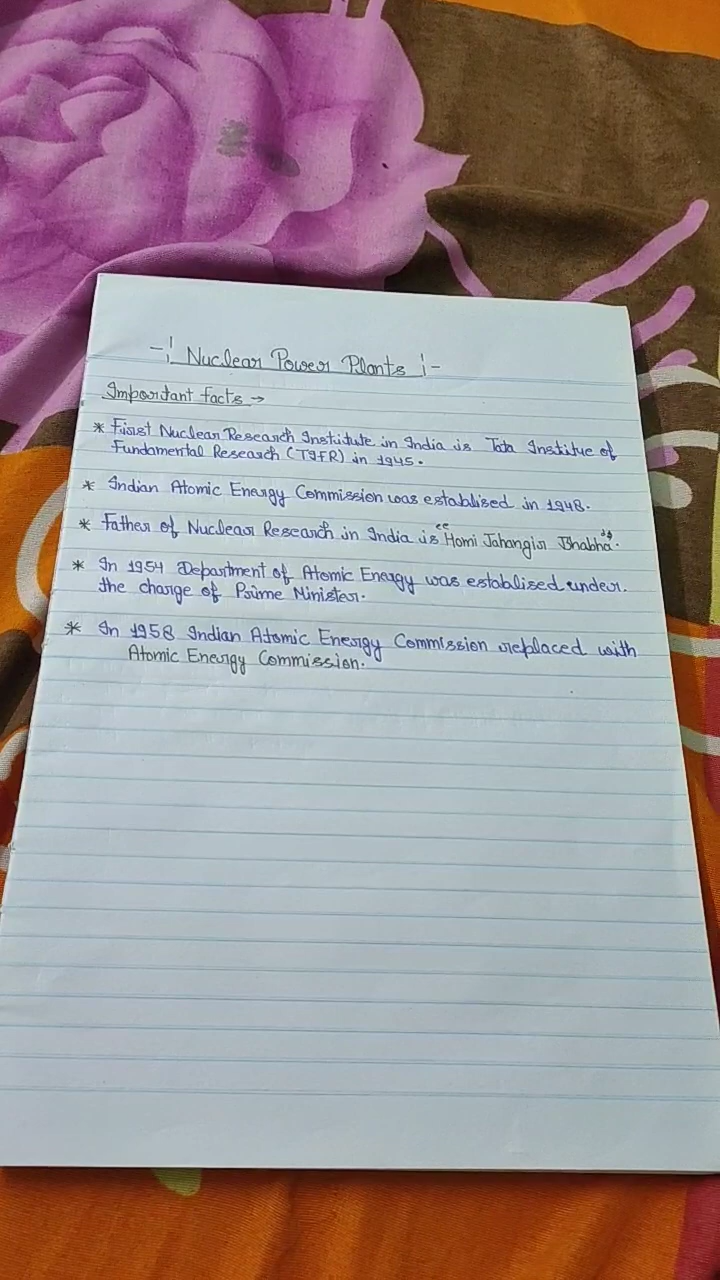 -: Nuclear Power Plants :-
Important facts →
* First Nuclear Research Institute in India is Tata Institue of
Fundamental Research (TIFR) in 1945.
* Indian Atomic Energy Commission was establised in 1948.
* Father of Nuclear Research in India is "Homi Jahangir Bhabha".
* In 1954 Department of Atomic Energy was establised under
the charge of Prime Minister.
* In 1958 Indian Atomic Energy Commission replaced with
Atomic Energy Commission.